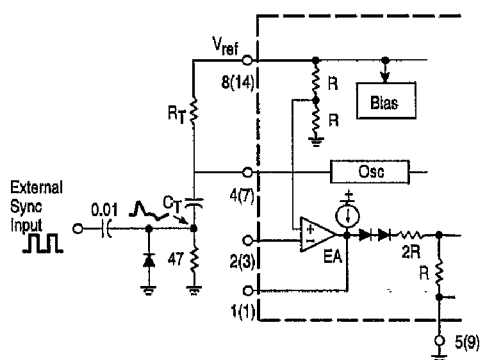 Vref
8(14)
R
Bias
RT
R
Osc
External
Sync
Input
0.01
CT
4(7)
+
47
2(3)
+
−
EA
2R
R
1(1)
5(9)